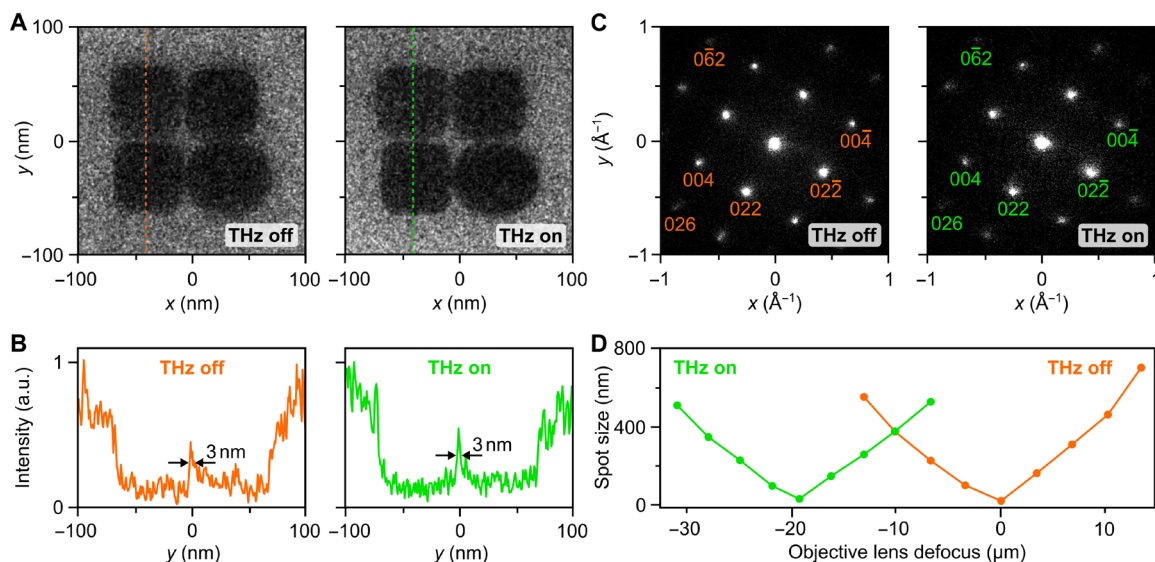 A
100
y (nm)
0
−100
THz off
THz on
−100
0
100
0
100
x (nm)
x (nm)
C
1
y (Å⁻¹)
0
1
06̄2
004̄
004
022̄
022
026
THz off
06̄2
004̄
004
022̄
022
026
THz on
−1
0
1
−1
0
1
x (Å⁻¹)
x (Å⁻¹)
B
THz off
THz on
Intensity (a.u.)
1
0
3 nm
3 nm
−100
0
100
0
100
y (nm)
y (nm)
D
THz on
THz off
Spot size (nm)
800
400
0
−30
−20
−10
0
10
Objective lens defocus (µm)